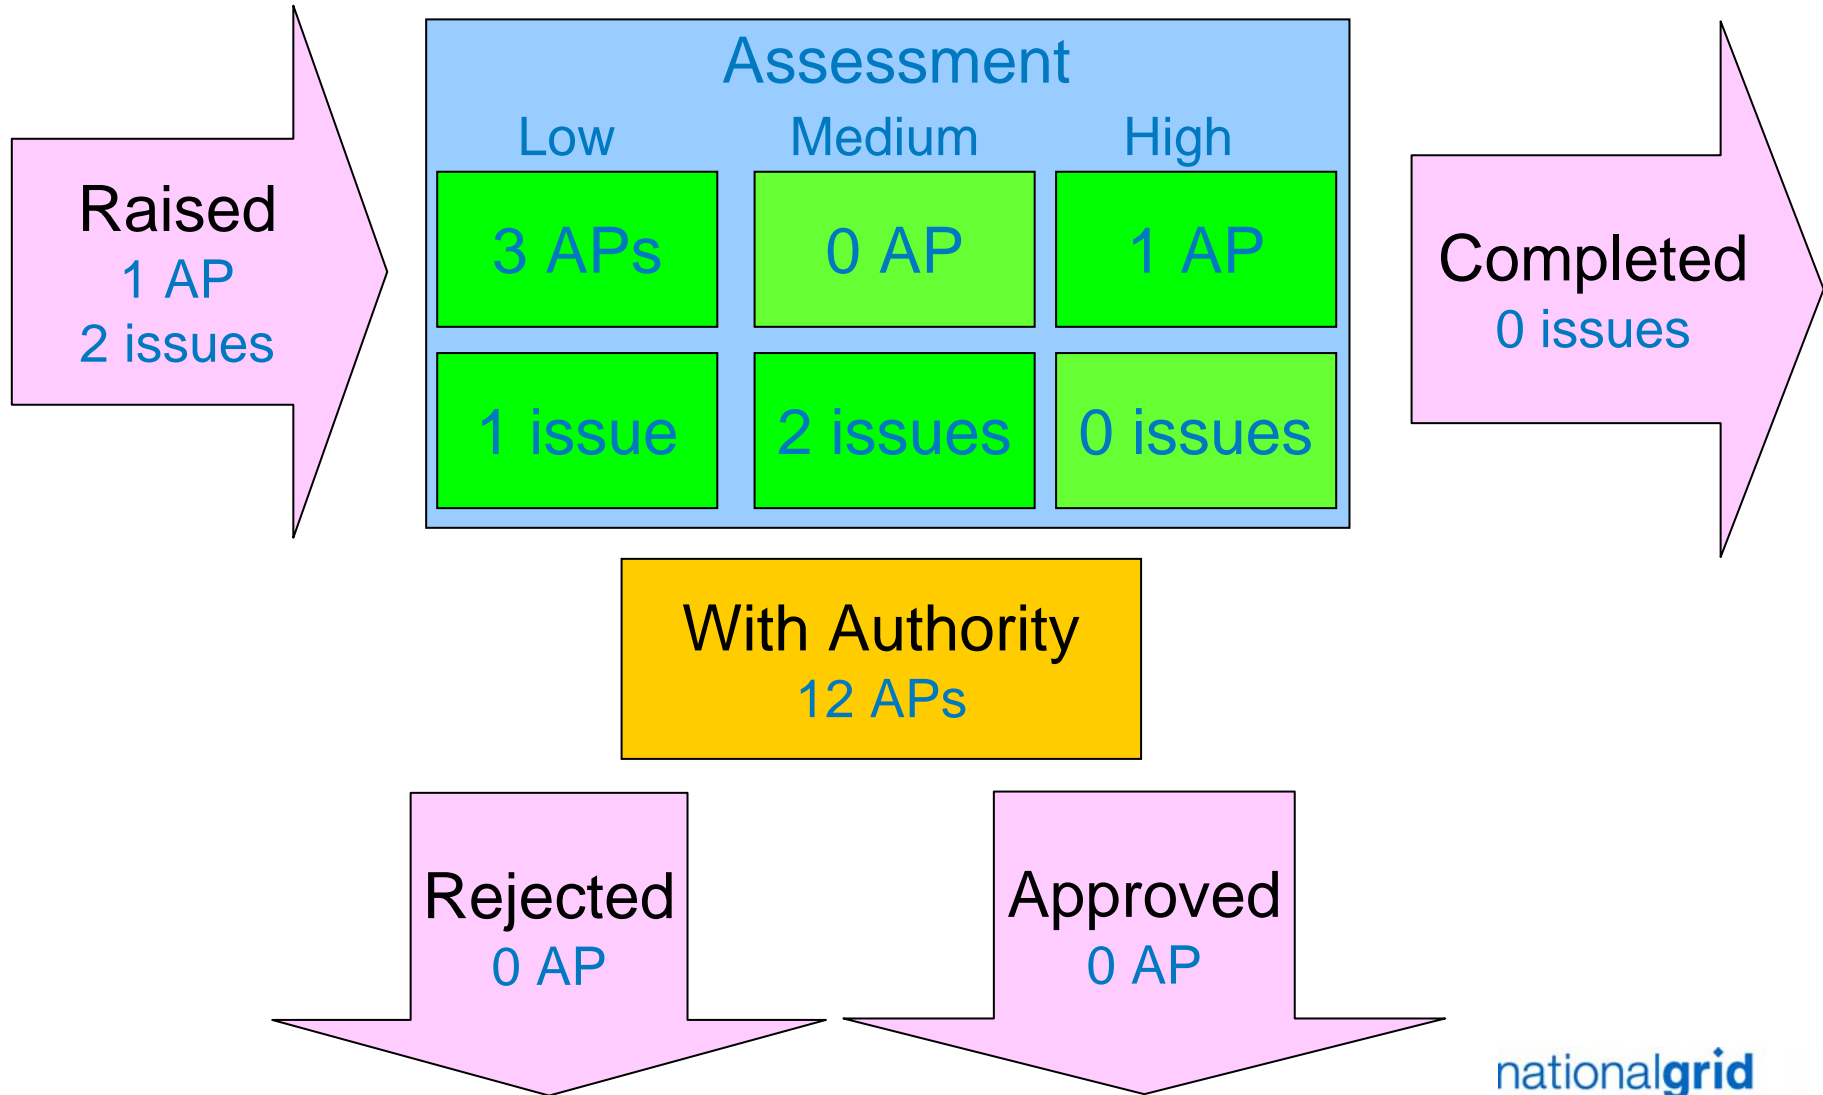 Raised
1 AP
2 issues
Assessment
Low Medium High
3 APs 0 AP 1 AP
1 issue 2 issues 0 issues
Completed
0 issues
With Authority
12 APs
Rejected
0 AP
Approved
0 AP
nationalgrid